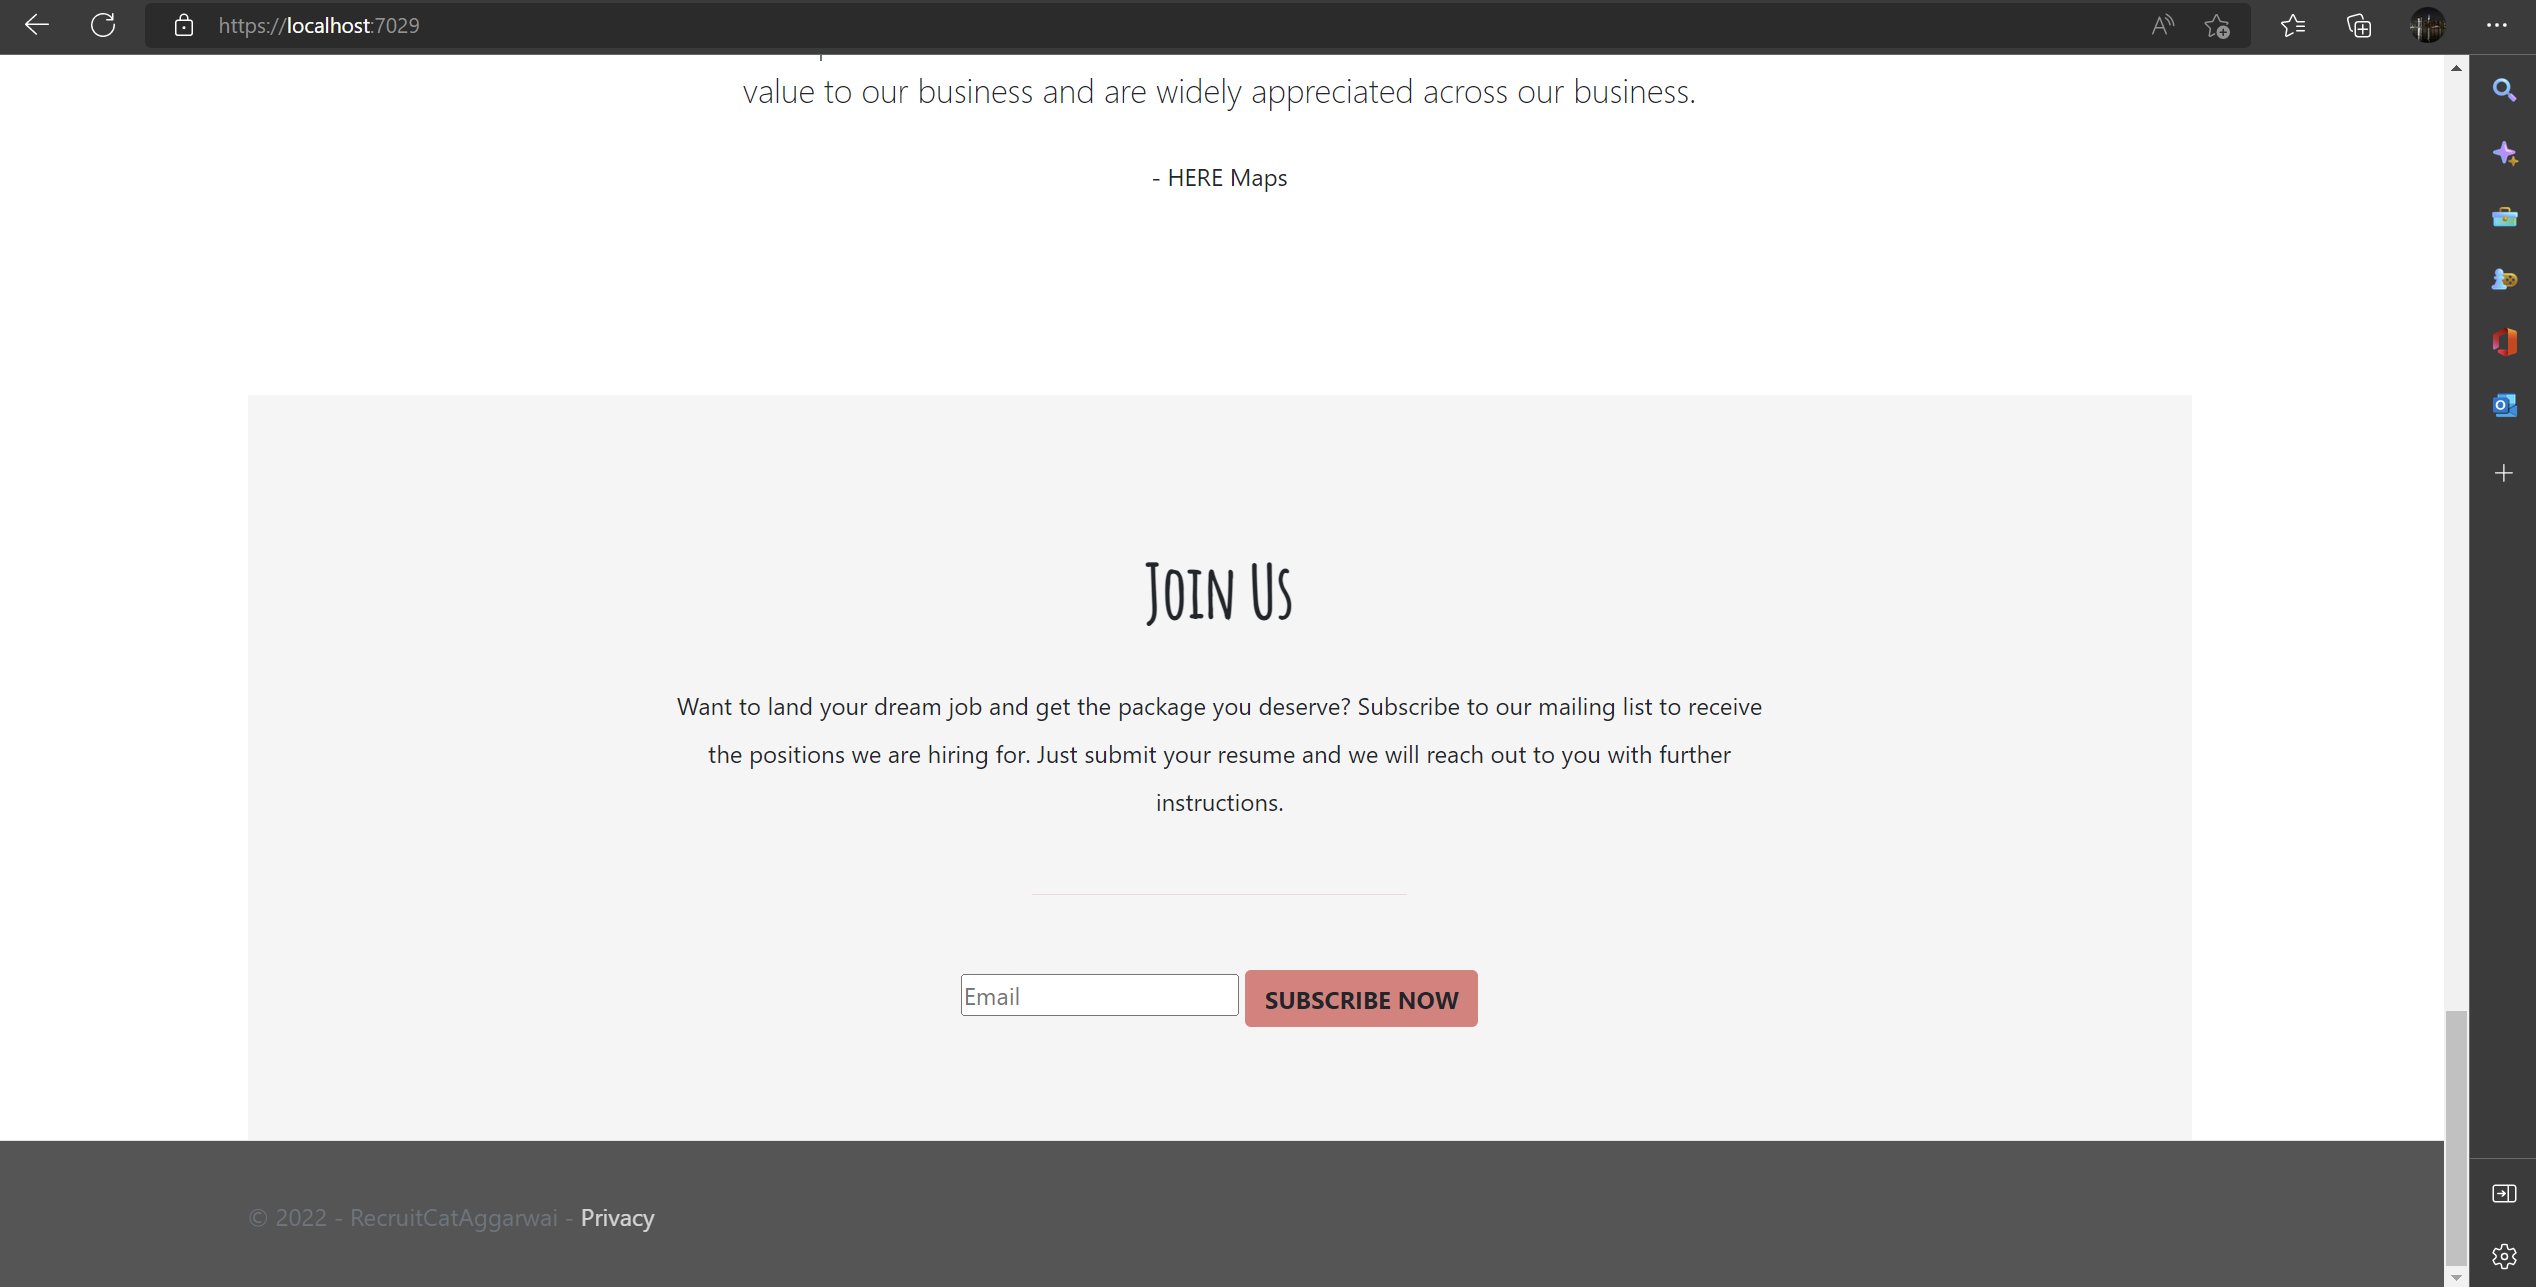 https://localhost:7029
value to our business and are widely appreciated across our business.
- HERE Maps
Join Us
Want to land your dream job and get the package you deserve? Subscribe to our mailing list to receive
the positions we are hiring for. Just submit your resume and we will reach out to you with further
instructions.
Email
SUBSCRIBE NOW
© 2022 - RecruitCatAggarwai - Privacy